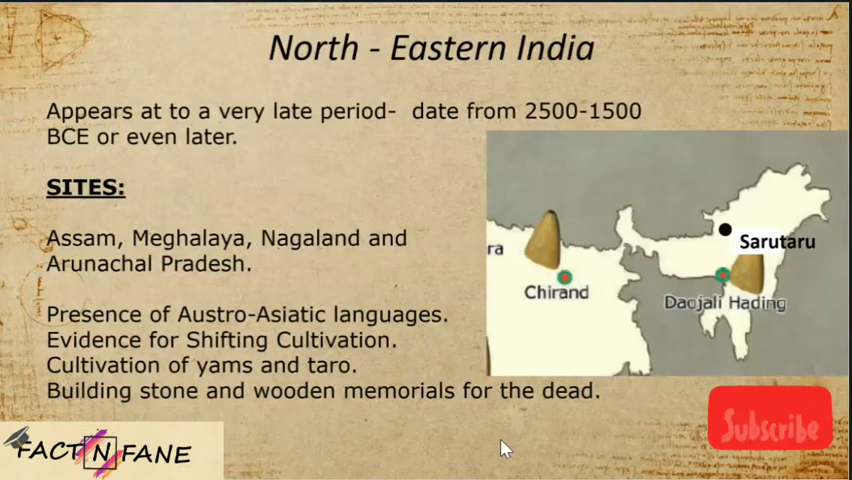 North - Eastern India
Appears at to a very late period- date from 2500-1500
BCE or even later.
SITES:
Assam, Meghalaya, Nagaland and
Arunachal Pradesh.
Presence of Austro-Asiatic languages.
Evidence for Shifting Cultivation.
Cultivation of yams and taro.
Building stone and wooden memorials for the dead.
ra
Chirand
Sarutaru
Daojali Hading
Subscribe
FACT N FANE